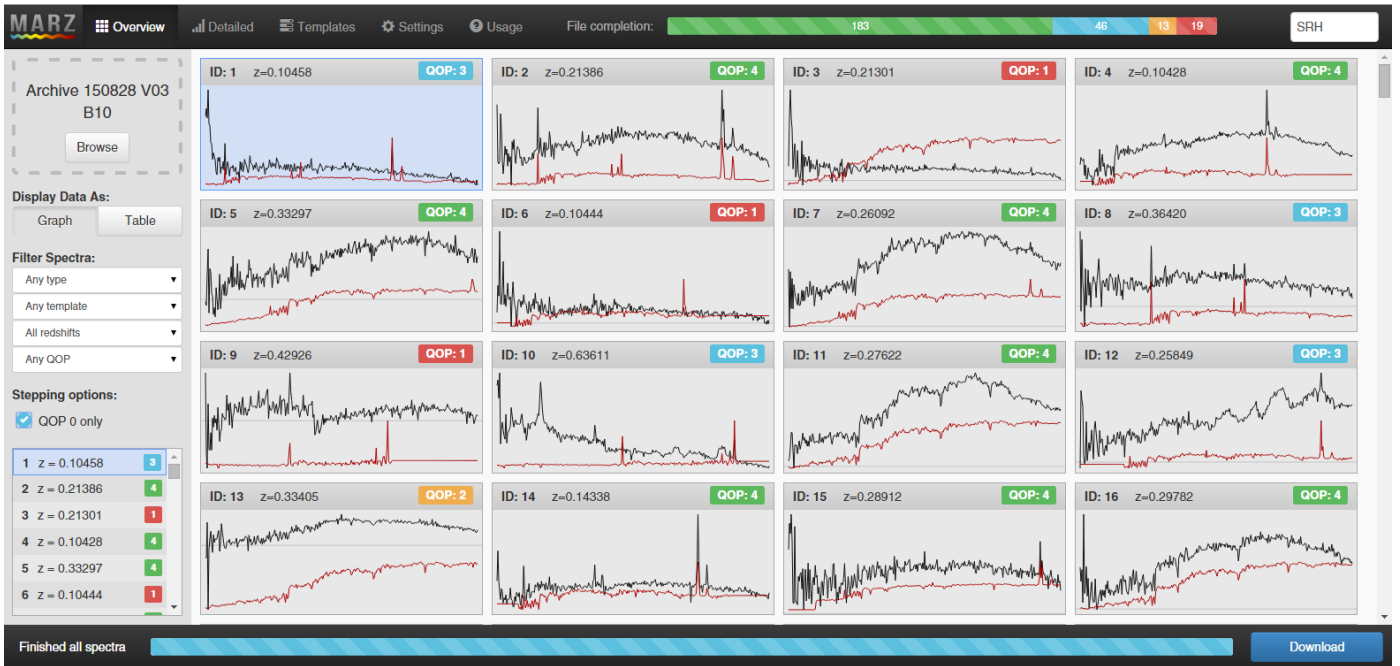 MARZ Overview Detailed Templates Settings Usage File completion: 183 46 13 19 SRH
Archive 150828 V03
B10
Browse
Display Data As:
Graph Table
Filter Spectra:
Any type
Any template
All redshifts
Any QOP
Stepping options:
QOP 0 only
1 z = 0.10458 3
2 z = 0.21386 4
3 z = 0.21301 1
4 z = 0.10428 4
5 z = 0.33297 4
6 z = 0.10444 1
ID: 1 z=0.10458 QOP: 3
ID: 2 z=0.21386 QOP: 4
ID: 3 z=0.21301 QOP: 1
ID: 4 z=0.10428 QOP: 4
ID: 5 z=0.33297 QOP: 4
ID: 6 z=0.10444 QOP: 1
ID: 7 z=0.26092 QOP: 4
ID: 8 z=0.36420 QOP: 3
ID: 9 z=0.42926 QOP: 1
ID: 10 z=0.63611 QOP: 3
ID: 11 z=0.27622 QOP: 4
ID: 12 z=0.25849 QOP: 3
ID: 13 z=0.33405 QOP: 2
ID: 14 z=0.14338 QOP: 4
ID: 15 z=0.28912 QOP: 4
ID: 16 z=0.29782 QOP: 4
Finished all spectra Download